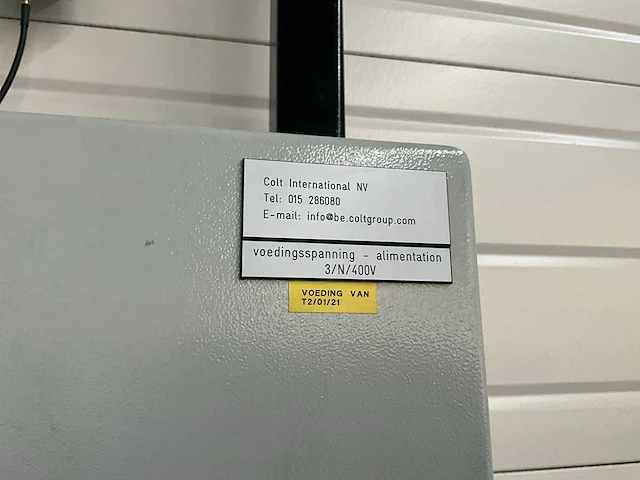 Colt International NV
Tel: 015 286080
E-mail: info@be.coltgroup.com
voedingsspanning - alimentation
3/N/400V
VOEDING VAN
T2/01/21